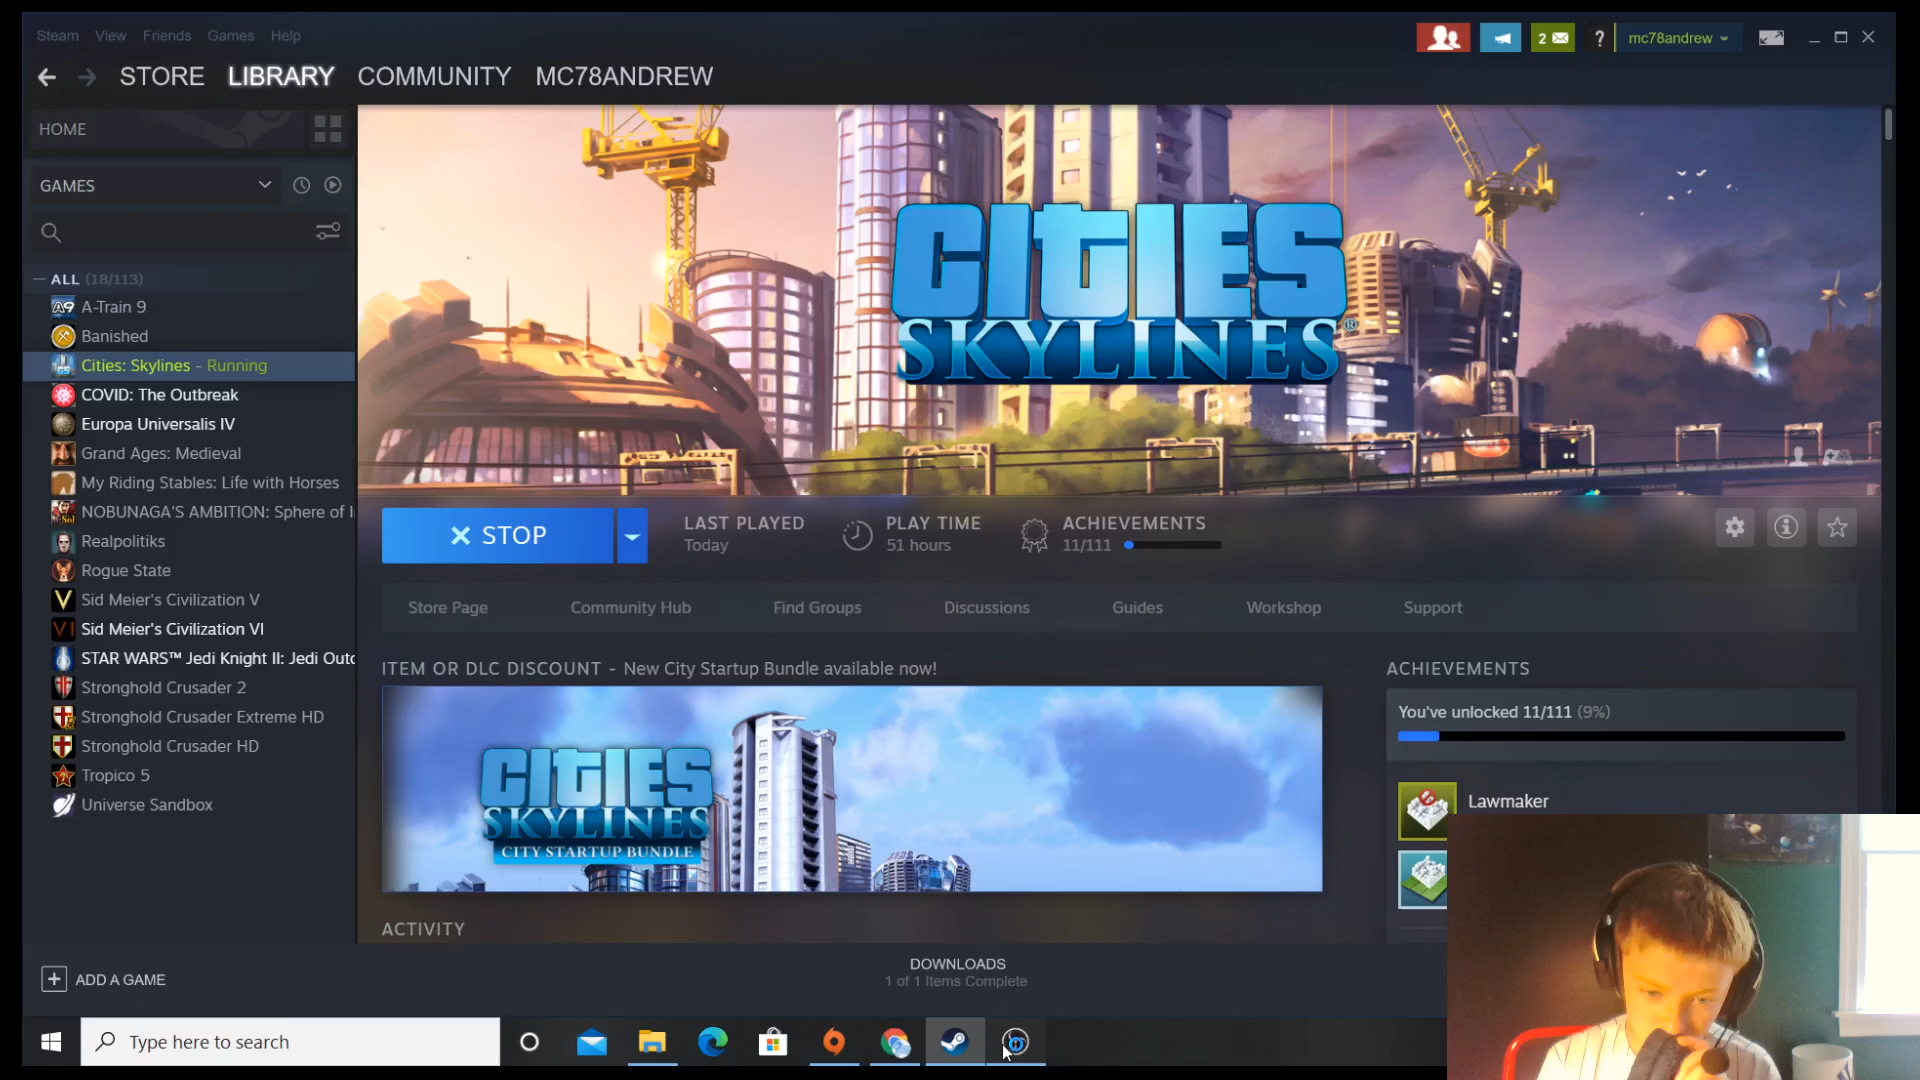 Steam View Friends Games Help
2 ? mc78andrew
STORE LIBRARY COMMUNITY MC78ANDREW
HOME
GAMES
ALL (18/113)
A-Train 9
Banished
Cities: Skylines - Running
COVID: The Outbreak
Europa Universalis IV
Grand Ages: Medieval
My Riding Stables: Life with Horses
NOBUNAGA'S AMBITION: Sphere of I
Realpolitiks
Rogue State
Sid Meier's Civilization V
Sid Meier's Civilization VI
STAR WARS™ Jedi Knight II: Jedi Outc
Stronghold Crusader 2
Stronghold Crusader Extreme HD
Stronghold Crusader HD
Tropico 5
Universe Sandbox
ADD A GAME
CITIES
SKYLINES®
STOP
LAST PLAYED
Today
PLAY TIME
51 hours
ACHIEVEMENTS
11/111
Store Page Community Hub Find Groups Discussions Guides Workshop Support
ITEM OR DLC DISCOUNT - New City Startup Bundle available now!
CITIES
SKYLINES
CITY STARTUP BUNDLE
ACTIVITY
ACHIEVEMENTS
You've unlocked 11/111 (9%)
Lawmaker
DOWNLOADS
1 of 1 Items Complete
Type here to search